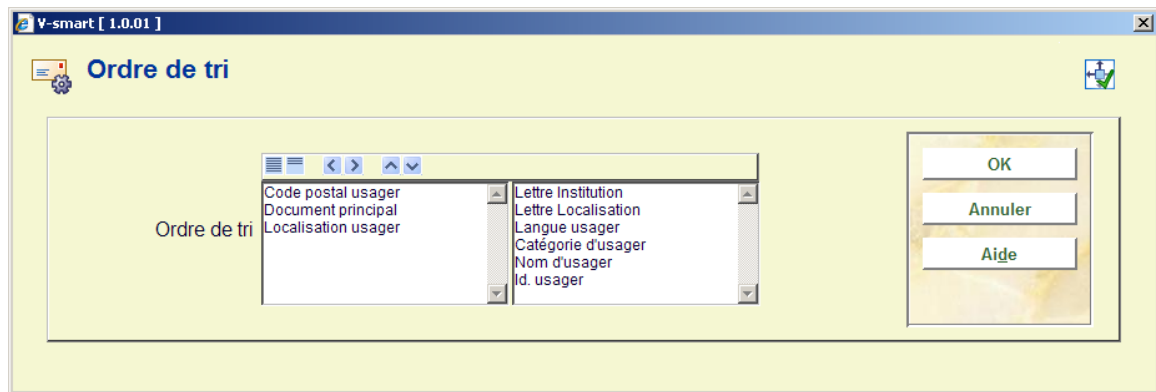 V-smart [ 1.0.01 ]
Ordre de tri
Ordre de tri
Code postal usager
Document principal
Localisation usager
Lettre Institution
Lettre Localisation
Langue usager
Catégorie d'usager
Nom d'usager
Id. usager
OK
Annuler
Aide